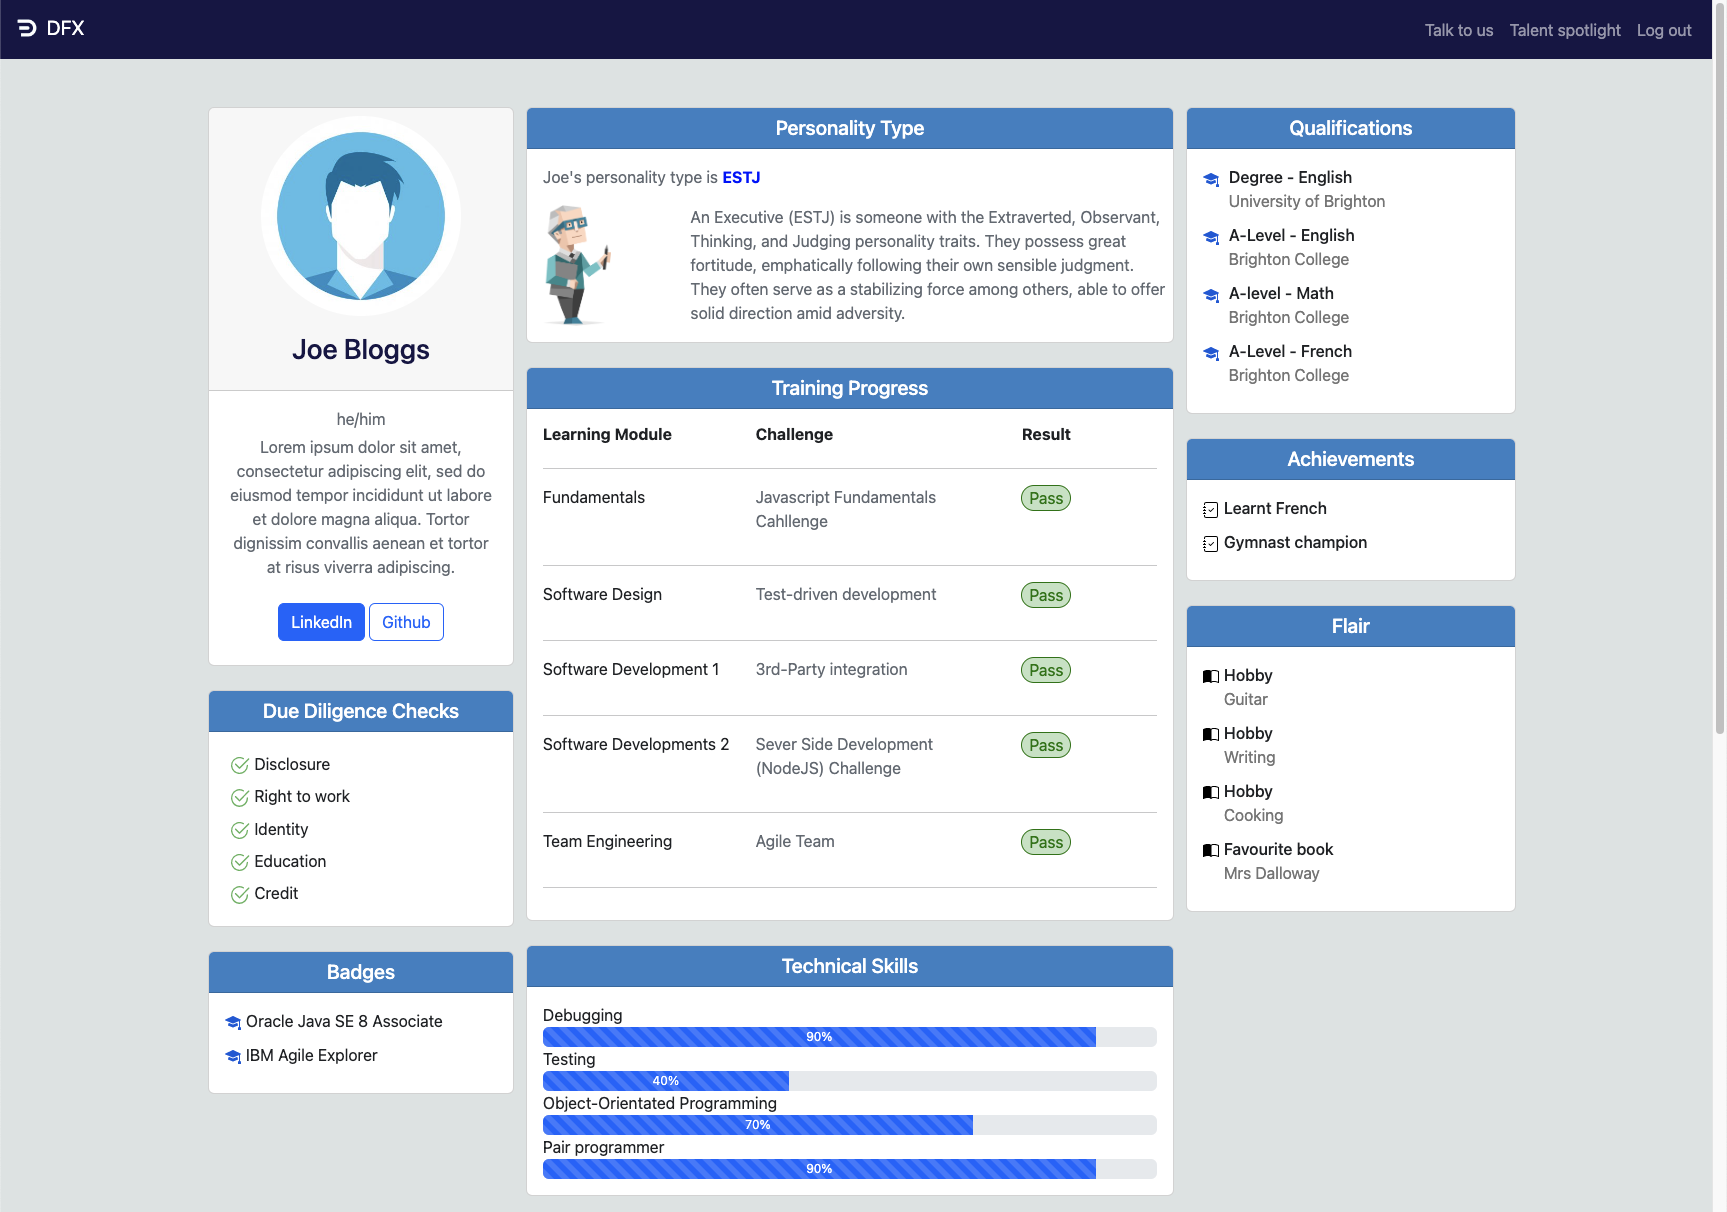 DFX
Talk to us Talent spotlight Log out
Joe Bloggs
he/him
Lorem ipsum dolor sit amet,
consectetur adipiscing elit, sed do
eiusmod tempor incididunt ut labore
et dolore magna aliqua. Tortor
dignissim convallis aenean et tortor
at risus viverra adipiscing.
LinkedIn Github
Due Diligence Checks
Disclosure
Right to work
Identity
Education
Credit
Badges
Oracle Java SE 8 Associate
IBM Agile Explorer
Personality Type
Joe's personality type is ESTJ
An Executive (ESTJ) is someone with the Extraverted, Observant,
Thinking, and Judging personality traits. They possess great
fortitude, emphatically following their own sensible judgment.
They often serve as a stabilizing force among others, able to offer
solid direction amid adversity.
Training Progress
Learning Module Challenge Result
Fundamentals Javascript Fundamentals Pass
Cahllenge
Software Design Test-driven development Pass
Software Development 1 3rd-Party integration Pass
Software Developments 2 Sever Side Development Pass
(NodeJS) Challenge
Team Engineering Agile Team Pass
Technical Skills
Debugging
90%
Testing
40%
Object-Orientated Programming
70%
Pair programmer
90%
Qualifications
Degree - English
University of Brighton
A-Level - English
Brighton College
A-level - Math
Brighton College
A-Level - French
Brighton College
Achievements
Learnt French
Gymnast champion
Flair
Hobby
Guitar
Hobby
Writing
Hobby
Cooking
Favourite book
Mrs Dalloway